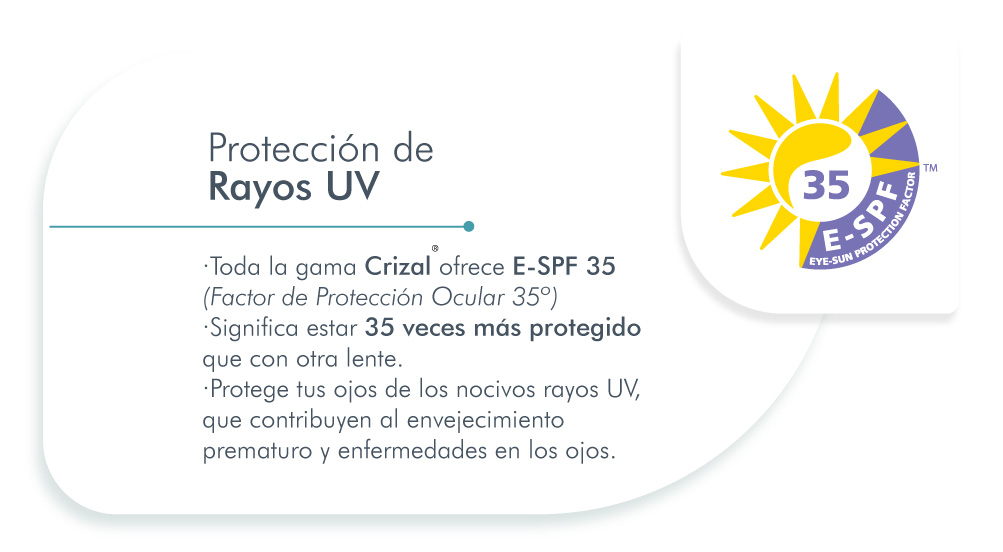 Protección de
Rayos UV
·Toda la gama Crizal® ofrece E-SPF 35
(Factor de Protección Ocular 35º)
·Significa estar 35 veces más protegido
que con otra lente.
·Protege tus ojos de los nocivos rayos UV,
que contribuyen al envejecimiento
prematuro y enfermedades en los ojos.
35
E-SPF
EYE-SUN PROTECTION FACTOR
TM